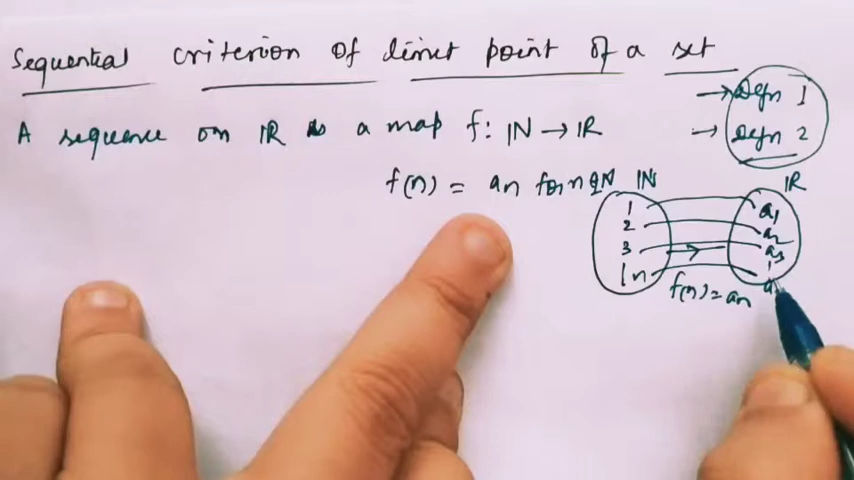 Sequential criterion of limit point of a set
→ Defn 1
A sequence on IR is a map f: IN → IR
→ Defn 2
f(n) = an for n ∈ IN
IN
IR
1
2
3
n
a1
a2
a3
f(n) = an